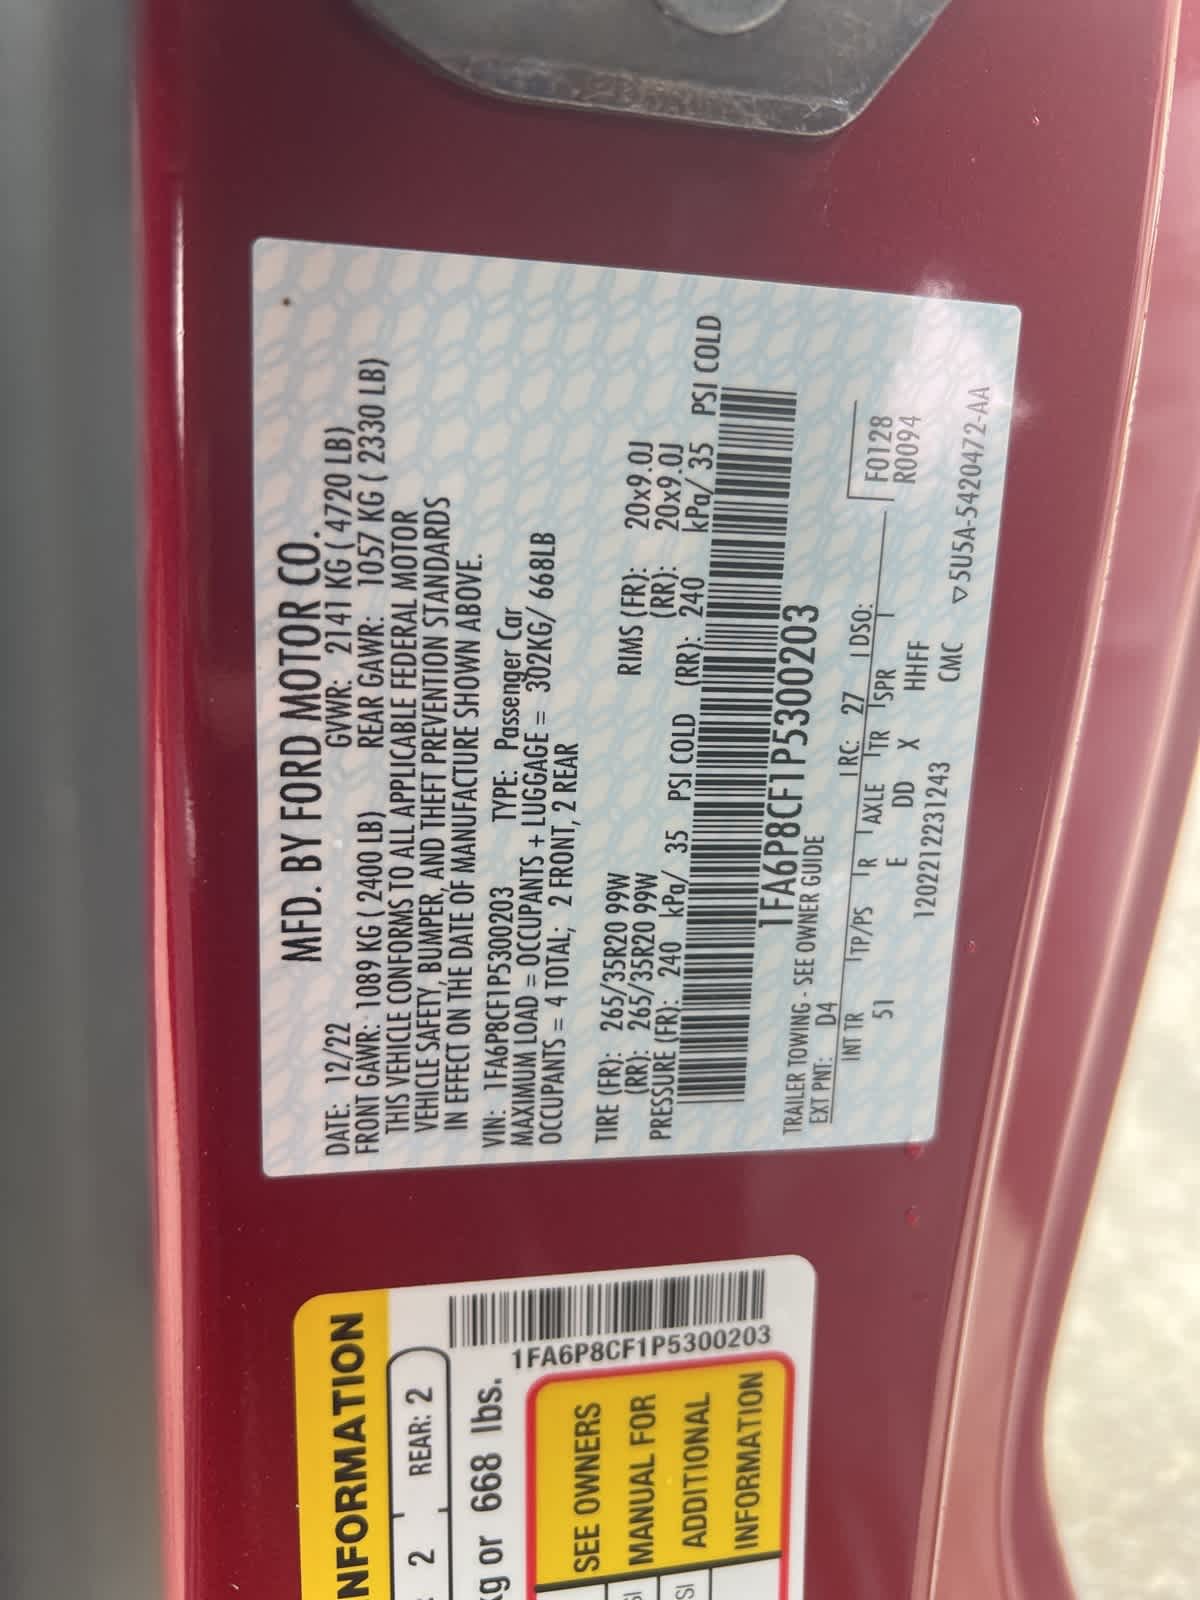 MFD. BY FORD MOTOR CO.
DATE: 12/22 GVWR: 2141 KG ( 4720 LB)
FRONT GAWR: 1089 KG ( 2400 LB) REAR GAWR: 1057 KG ( 2330 LB)
THIS VEHICLE CONFORMS TO ALL APPLICABLE FEDERAL MOTOR
VEHICLE SAFETY, BUMPER, AND THEFT PREVENTION STANDARDS
IN EFFECT ON THE DATE OF MANUFACTURE SHOWN ABOVE.
VIN: 1FA6P8CF1P5300203 TYPE: Passenger Car
MAXIMUM LOAD = OCCUPANTS + LUGGAGE = 302KG/ 668LB
OCCUPANTS = 4 TOTAL; 2 FRONT, 2 REAR
TIRE (FR): 265/35R20 99W RIMS (FR): 20x9.0J
(RR): 265/35R20 99W (RR): 20x9.0J
PRESSURE (FR): 240 kPa/ 35 PSI COLD (RR): 240 kPa/ 35 PSI COLD
1FA6P8CF1P5300203
TRAILER TOWING - SEE OWNER GUIDE
EXT PNT: D4 RC: 27 DSO:
INT TR TP/PS R AXLE TR SPR F0128
51 E DD X HHFF R0094
1202212231243 CMC ▽5U5A-5420472-AA
NFORMATION
2 REAR: 2
kg or 668 lbs.
1FA6P8CF1P5300203
SEE OWNERS
MANUAL FOR
ADDITIONAL
INFORMATION
SI
SI